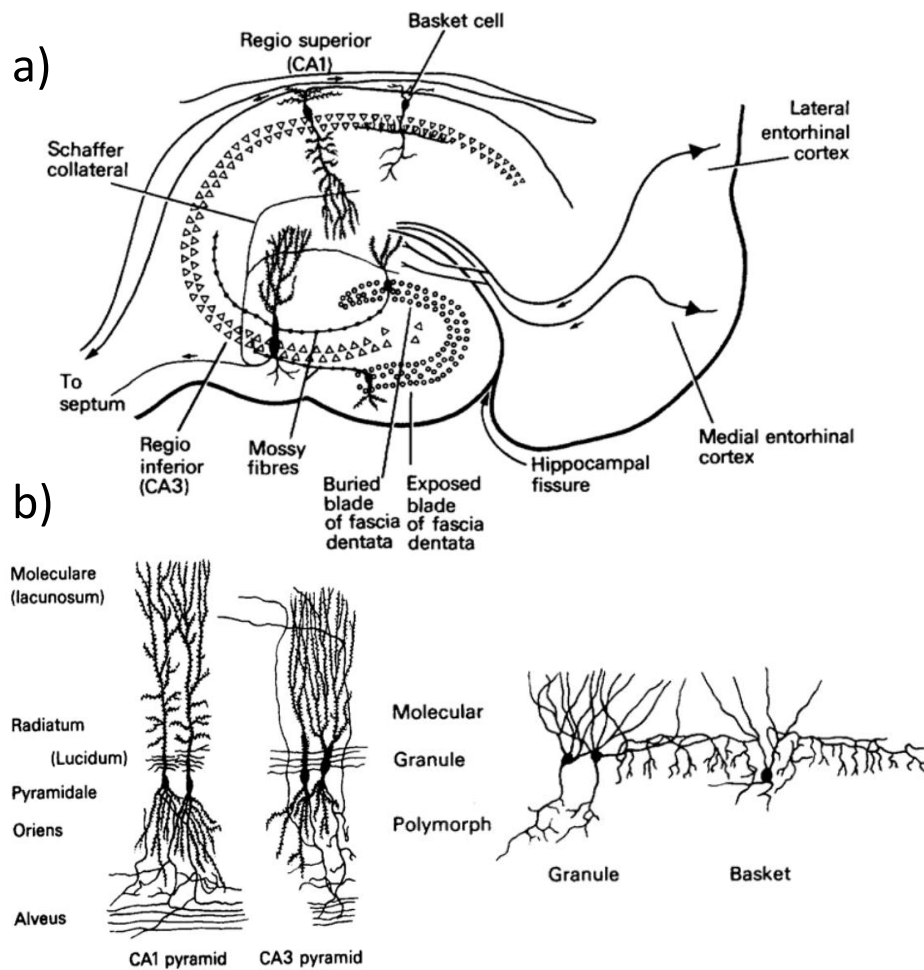 a)
Regio superior
(CA1)
Basket cell
Lateral
entorhinal
cortex
Schaffer
collateral
To
septum
Regio
inferior
(CA3)
Mossy
fibres
Buried
blade
of fascia
dentata
Exposed
blade
of fascia
dentata
Hippocampal
fissure
Medial entorhinal
cortex
b)
Moleculare
(lacunosum)
Radiatum
(Lucidum)
Pyramidale
Oriens
Alveus
CA1 pyramid
CA3 pyramid
Molecular
Granule
Polymorph
Granule
Basket